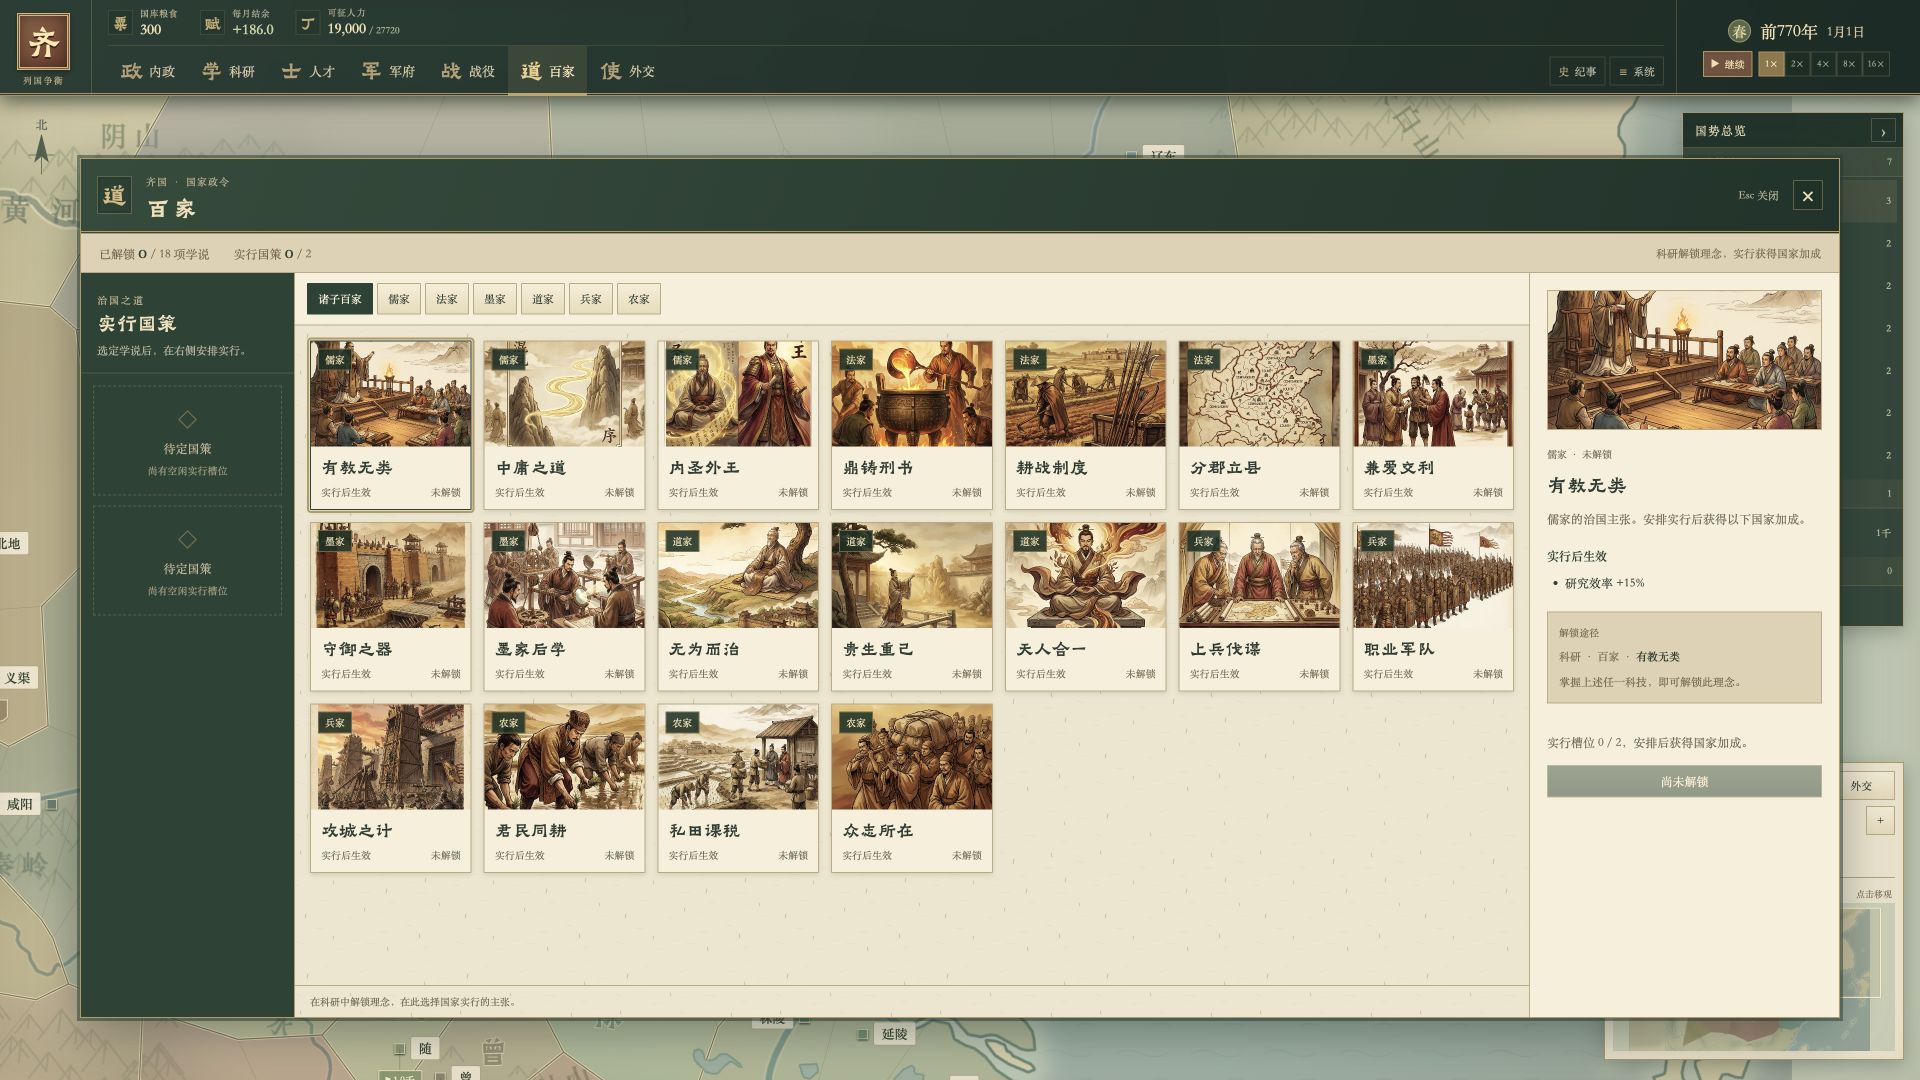 齐
列国争衡
粟 国库粮食 300
赋 每月结余 +186.0
丁 可征人力 19,000 / 27720
政 内政
学 科研
士 人才
军 军府
战 战役
道 百家
使 外交
史 纪事
≡ 系统
春 前770年 1月1日
▶ 继续 1× 2× 4× 8× 16×
北
阴山
黄河
国势总览
7
3
2
2
2
2
2
2
1
1千
0
道
齐国 · 国家政令
百家
Esc 关闭
已解锁 0 / 18 项学说 实行国策 0 / 2
科研解锁理念，实行获得国家加成
治国之道
实行国策
选定学说后，在右侧安排实行。
待定国策
尚有空闲实行槽位
待定国策
尚有空闲实行槽位
诸子百家 儒家 法家 墨家 道家 兵家 农家
儒家
有教无类
实行后生效 未解锁
儒家
序
中庸之道
实行后生效 未解锁
儒家
王
内圣外王
实行后生效 未解锁
法家
鼎铸刑书
实行后生效 未解锁
法家
耕战制度
实行后生效 未解锁
法家
分郡立县
实行后生效 未解锁
墨家
兼爱交利
实行后生效 未解锁
墨家
守御之器
实行后生效 未解锁
墨家
墨家后学
实行后生效 未解锁
道家
无为而治
实行后生效 未解锁
道家
贵生重己
实行后生效 未解锁
道家
天人合一
实行后生效 未解锁
兵家
上兵伐谋
实行后生效 未解锁
兵家
职业军队
实行后生效 未解锁
兵家
攻城之计
实行后生效 未解锁
农家
君民同耕
实行后生效 未解锁
农家
私田课税
实行后生效 未解锁
农家
众志所在
实行后生效 未解锁
在科研中解锁理念，在此选择国家实行的主张。
儒家 · 未解锁
有教无类
儒家的治国主张。安排实行后获得以下国家加成。
实行后生效
• 研究效率 +15%
解锁途径
科研 · 百家 · 有教无类
掌握上述任一科技，即可解锁此理念。
实行槽位 0 / 2，安排后获得国家加成。
尚未解锁
北地
义渠
咸阳
秦岭
外交
+
点击移观
随
曾
延陵